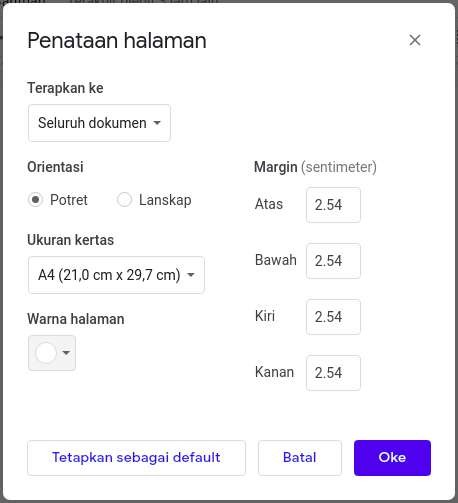 Penataan halaman
Terapkan ke
Seluruh dokumen
Orientasi
Potret
Lanskap
Ukuran kertas
A4 (21,0 cm x 29,7 cm)
Warna halaman
Margin (sentimeter)
Atas 2.54
Bawah 2.54
Kiri 2.54
Kanan 2.54
Tetapkan sebagai default
Batal
Oke